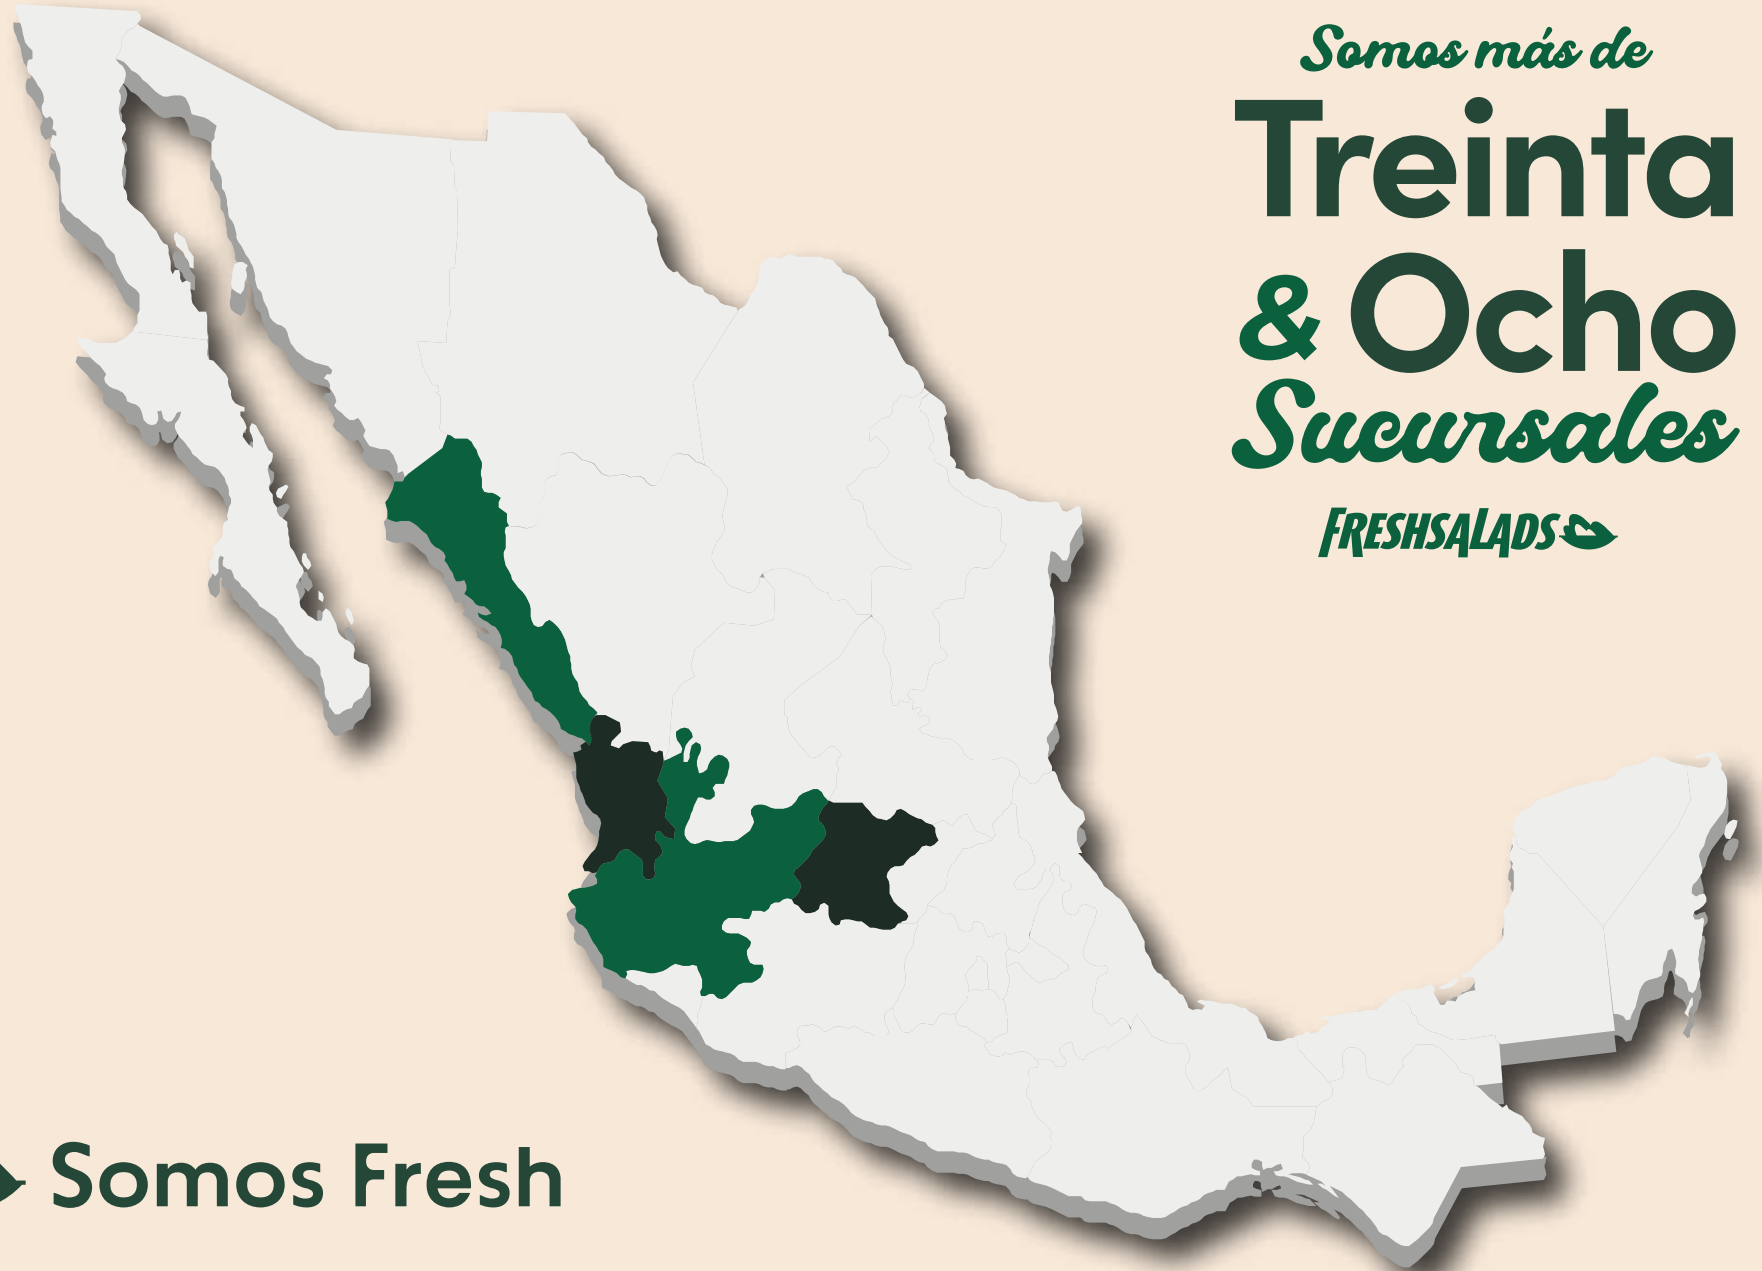 Somos más de
Treinta
& Ocho
Sucursales
FRESHSALADS
Somos Fresh